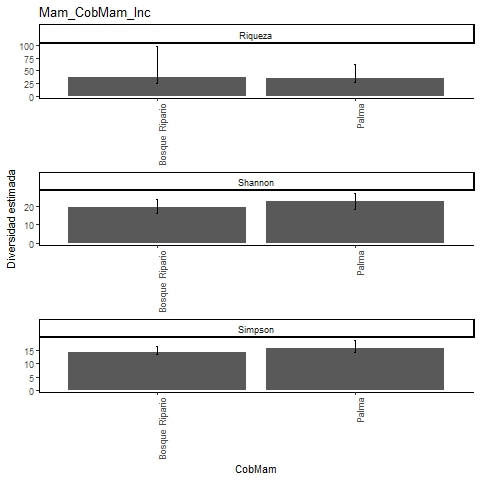 Mam_CobMam_Inc
Riqueza
100
75
50
25
0
Bosque Ripario
Palma
Shannon
20
10
0
Bosque Ripario
Palma
Simpson
15
10
5
0
Bosque Ripario
Palma
Diversidad estimada
CobMam